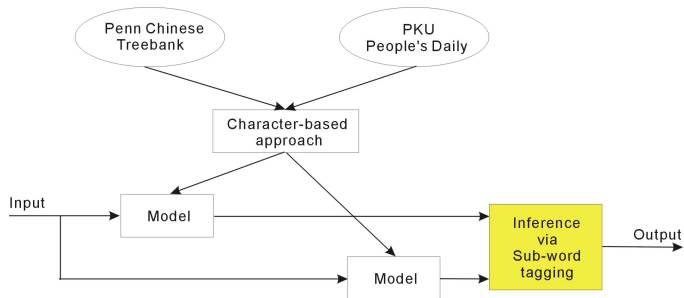 Penn Chinese
Treebank
PKU
People's Daily
Character-based
approach
Input
Model
Inference
via
Sub-word
tagging
Output
Model